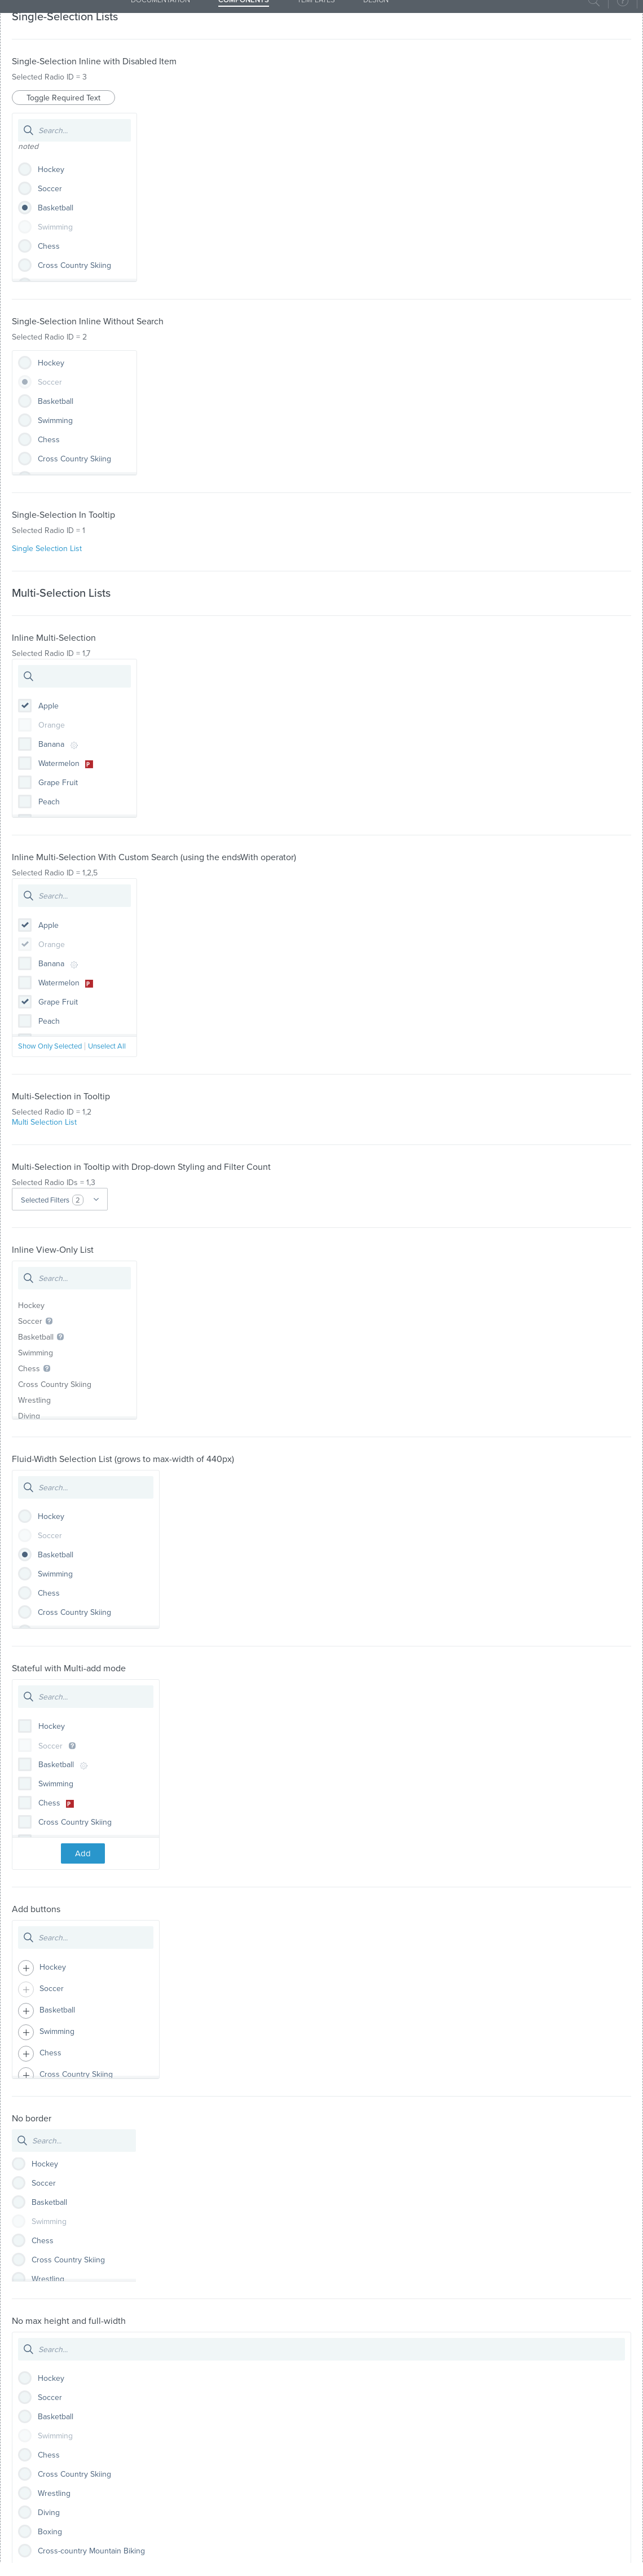 DOCUMENTATION COMPONENTS TEMPLATES DESIGN
Single-Selection Lists
Single-Selection Inline with Disabled Item
Selected Radio ID = 3
Toggle Required Text
Search...
noted
Hockey
Soccer
Basketball
Swimming
Chess
Cross Country Skiing
Single-Selection Inline Without Search
Selected Radio ID = 2
Hockey
Soccer
Basketball
Swimming
Chess
Cross Country Skiing
Single-Selection In Tooltip
Selected Radio ID = 1
Single Selection List
Multi-Selection Lists
Inline Multi-Selection
Selected Radio ID = 1,7
Apple
Orange
Banana
Watermelon F
Grape Fruit
Peach
Inline Multi-Selection With Custom Search (using the endsWith operator)
Selected Radio ID = 1,2,5
Search...
Apple
Orange
Banana
Watermelon F
Grape Fruit
Peach
Show Only Selected | Unselect All
Multi-Selection in Tooltip
Selected Radio ID = 1,2
Multi Selection List
Multi-Selection in Tooltip with Drop-down Styling and Filter Count
Selected Radio IDs = 1,3
Selected Filters 2
Inline View-Only List
Search...
Hockey
Soccer ?
Basketball ?
Swimming
Chess ?
Cross Country Skiing
Wrestling
Diving
Fluid-Width Selection List (grows to max-width of 440px)
Search...
Hockey
Soccer
Basketball
Swimming
Chess
Cross Country Skiing
Stateful with Multi-add mode
Search...
Hockey
Soccer ?
Basketball
Swimming
Chess F
Cross Country Skiing
Add
Add buttons
Search...
Hockey
Soccer
Basketball
Swimming
Chess
Cross Country Skiing
No border
Search...
Hockey
Soccer
Basketball
Swimming
Chess
Cross Country Skiing
Wrestling
No max height and full-width
Search...
Hockey
Soccer
Basketball
Swimming
Chess
Cross Country Skiing
Wrestling
Diving
Boxing
Cross-country Mountain Biking